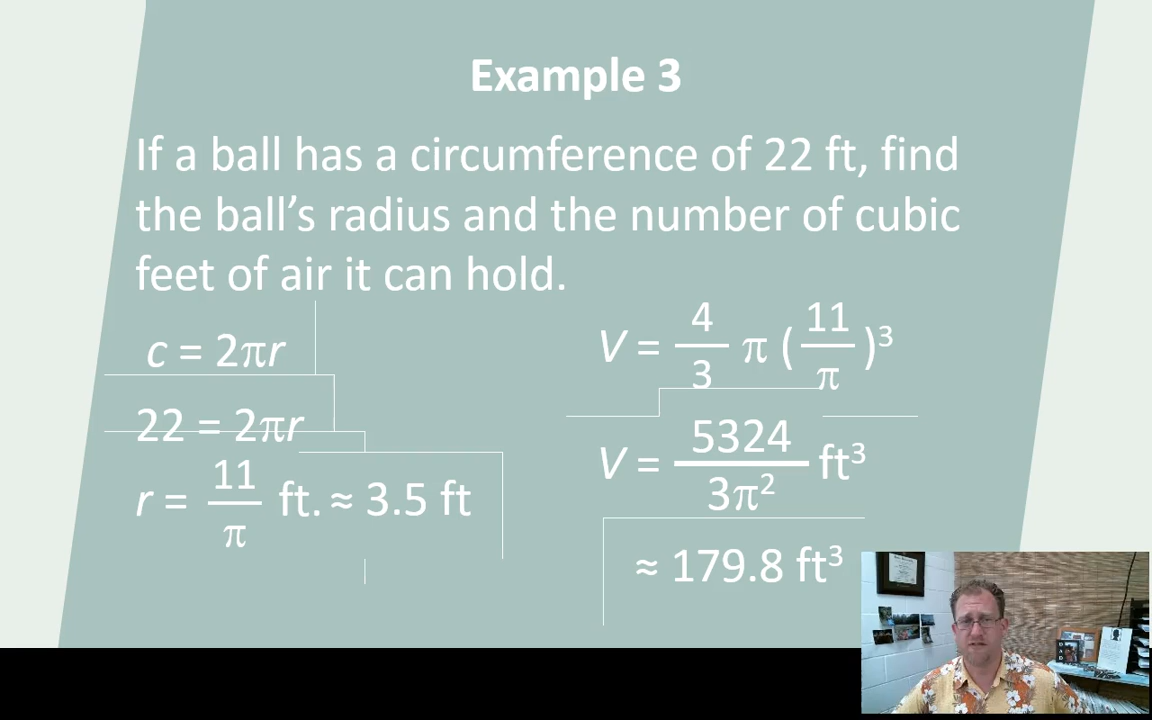 Example 3
If a ball has a circumference of 22 ft, find
the ball’s radius and the number of cubic
feet of air it can hold.
c = 2πr
22 = 2πr
r = 11/π ft. ≈ 3.5 ft
V = 4/3 π (11/π)³
V = 5324/3π² ft³
≈ 179.8 ft³